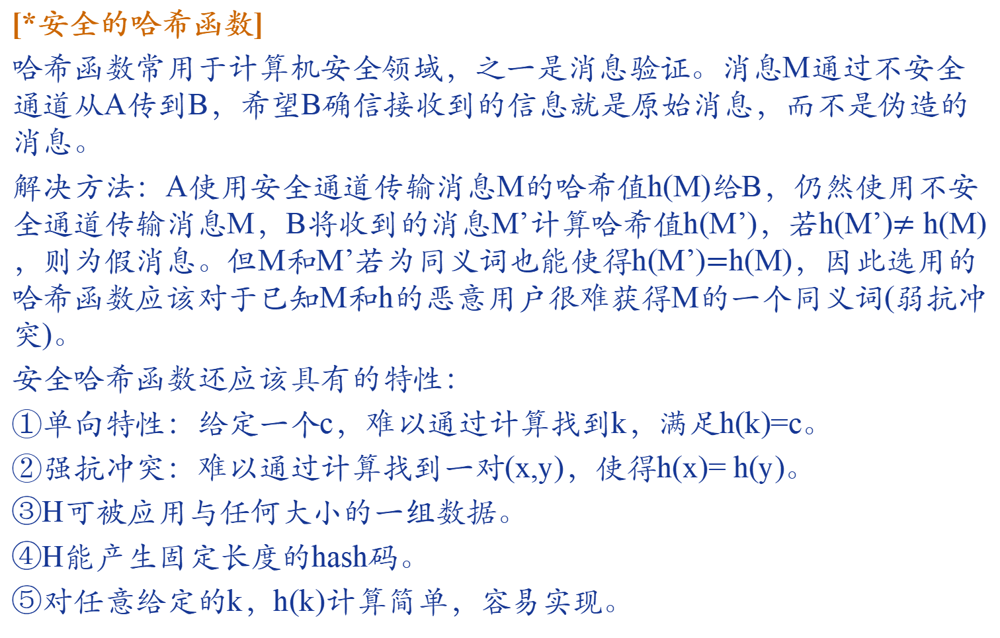 [*安全的哈希函数]
哈希函数常用于计算机安全领域，之一是消息验证。消息M通过不安全
通道从A传到B，希望B确信接收到的信息就是原始消息，而不是伪造的
消息。
解决方法：A使用安全通道传输消息M的哈希值h(M)给B，仍然使用不安
全通道传输消息M，B将收到的消息M’计算哈希值h(M’)，若h(M’)≠ h(M)
，则为假消息。但M和M’若为同义词也能使得h(M’)=h(M)，因此选用的
哈希函数应该对于已知M和h的恶意用户很难获得M的一个同义词(弱抗冲
突)。
安全哈希函数还应该具有的特性：
①单向特性：给定一个c，难以通过计算找到k，满足h(k)=c。
②强抗冲突：难以通过计算找到一对(x,y)，使得h(x)= h(y)。
③H可被应用与任何大小的一组数据。
④H能产生固定长度的hash码。
⑤对任意给定的k，h(k)计算简单，容易实现。